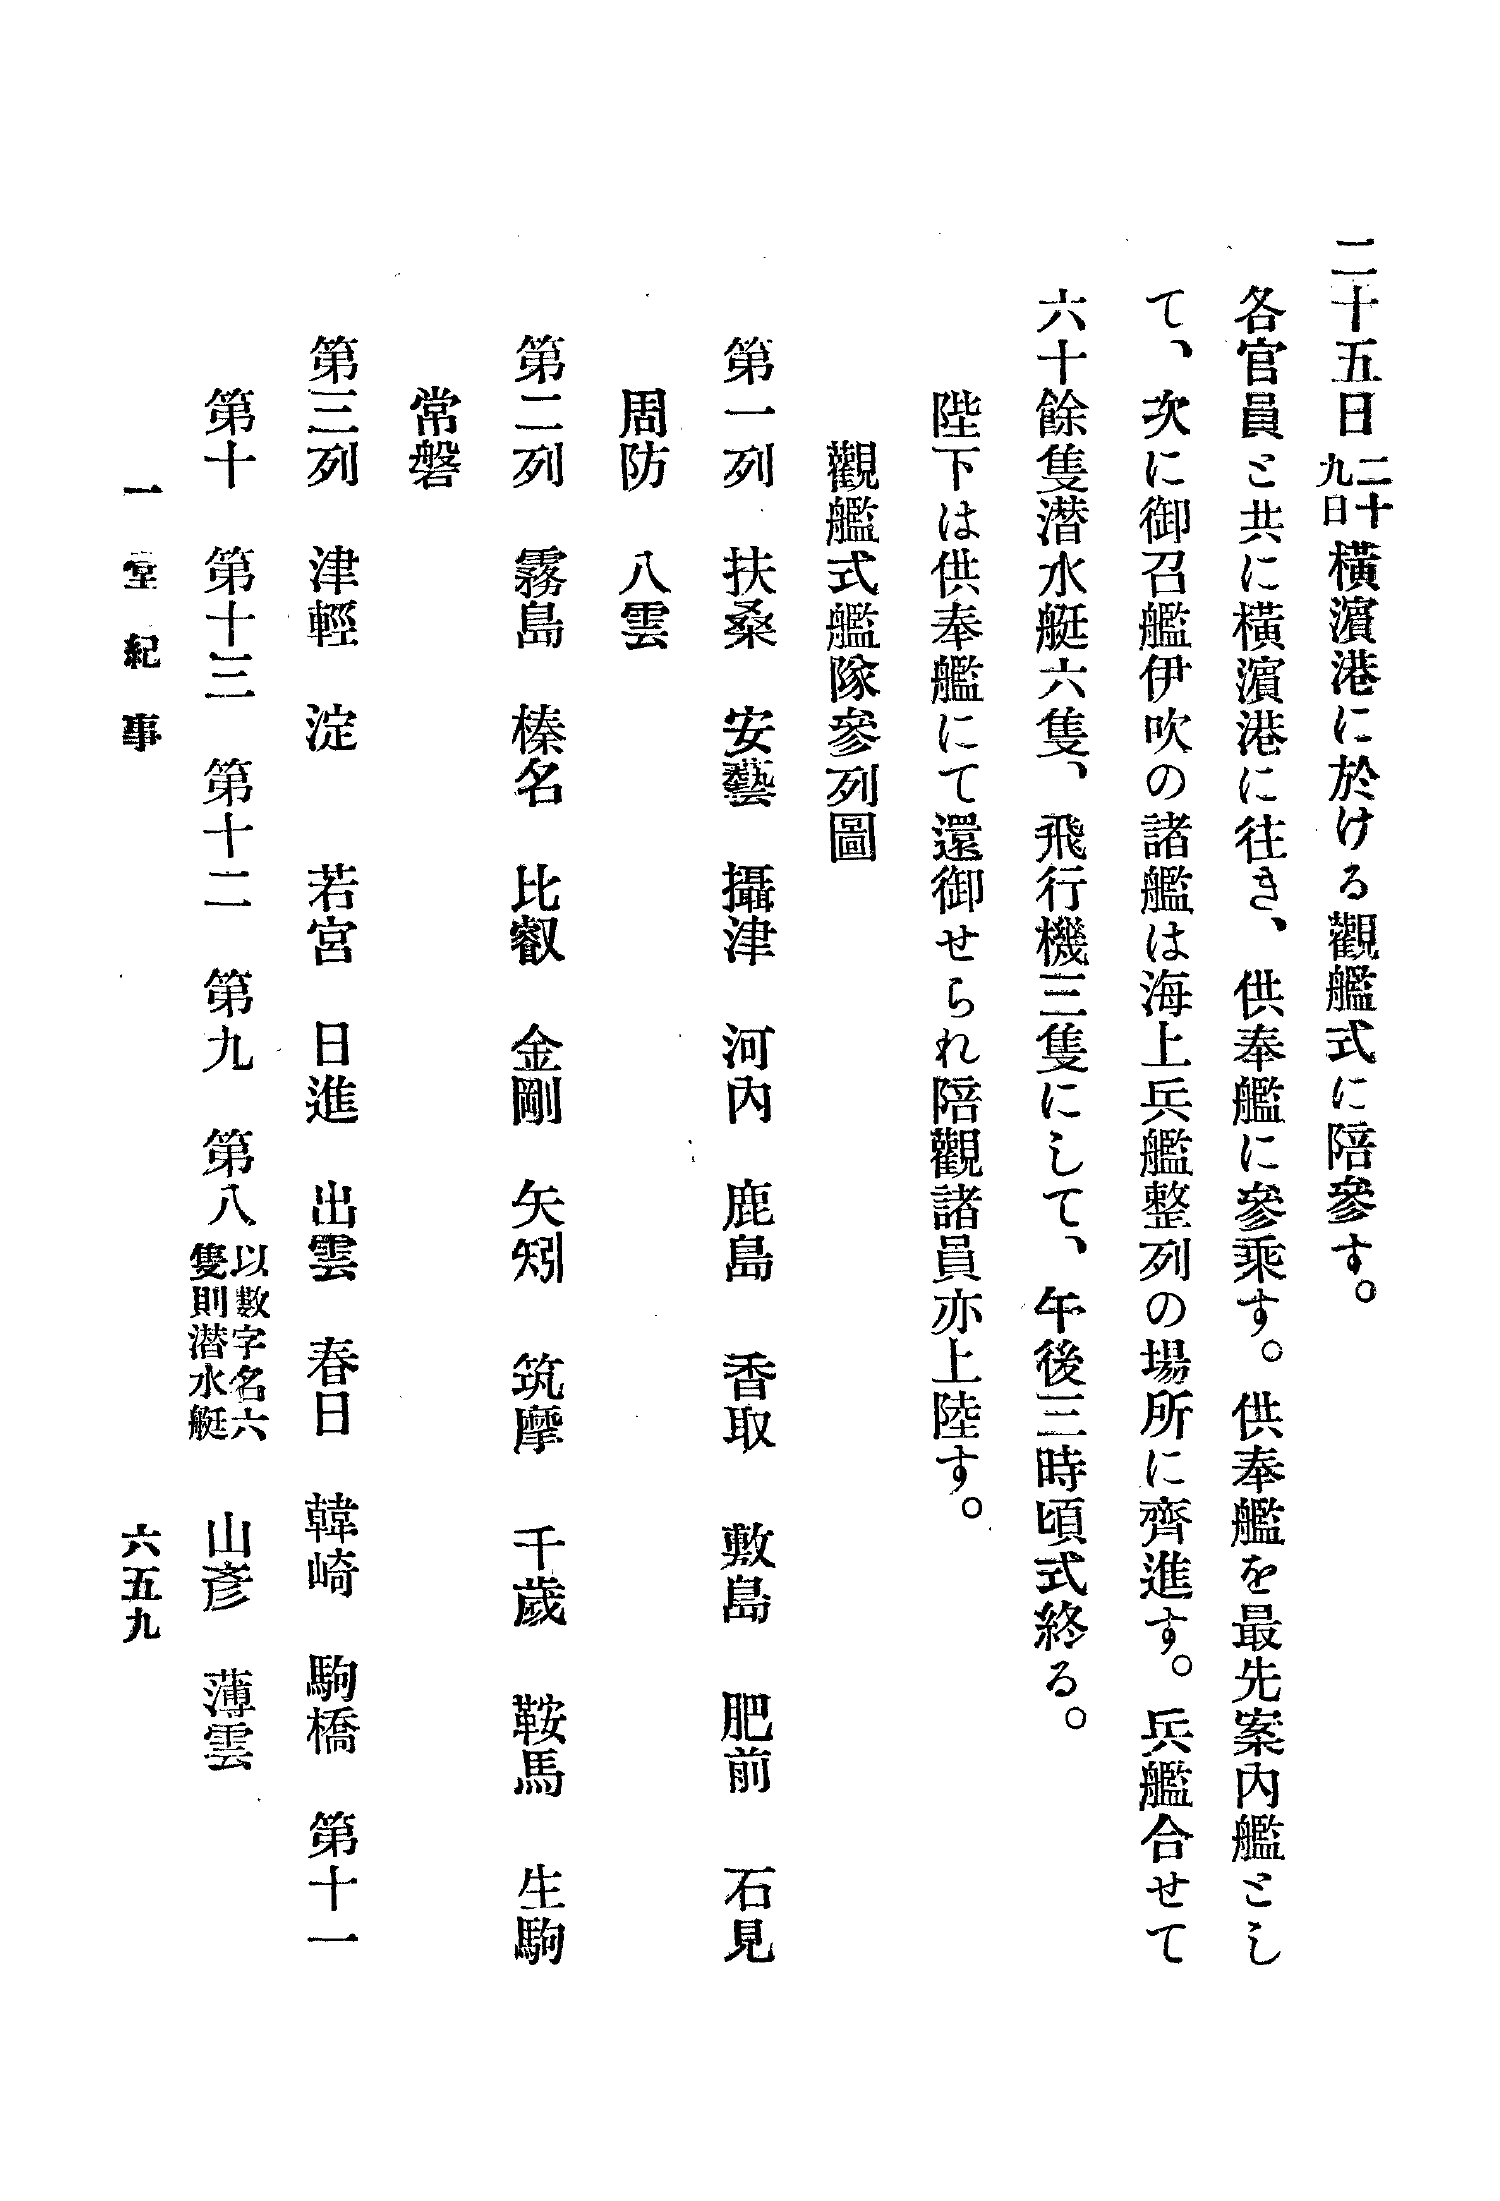 二十五日二十九日橫濱港に於ける觀艦式に陪參す。
各官員と共に橫濱港に往き、供奉艦に參乘す。供奉艦を最先案內艦とし
て、次に御召艦伊吹の諸艦は海上兵艦整列の場所に齊進す。兵艦合せて
六十餘隻潜水艇六隻、飛行機三隻にして、午後三時頃式終る。
陛下は供奉艦にて還御せられ陪觀諸員亦上陸す。
觀艦式艦隊參列圖
第一列 扶桑 安藝 攝津 河內 鹿島 香取 敷島 肥前 石見
周防 八雲
第二列 霧島 榛名 比叡 金剛 矢矧 筑摩 千歲 鞍馬 生駒
常磐
第三列 津輕 淀 若宮 日進 出雲 春日 韓崎 駒橋 第十一
第十 第十三 第十二 第九 第八 以數字名六隻則潜水艇 山彥 薄雲
一 堂 紀 事 六五九